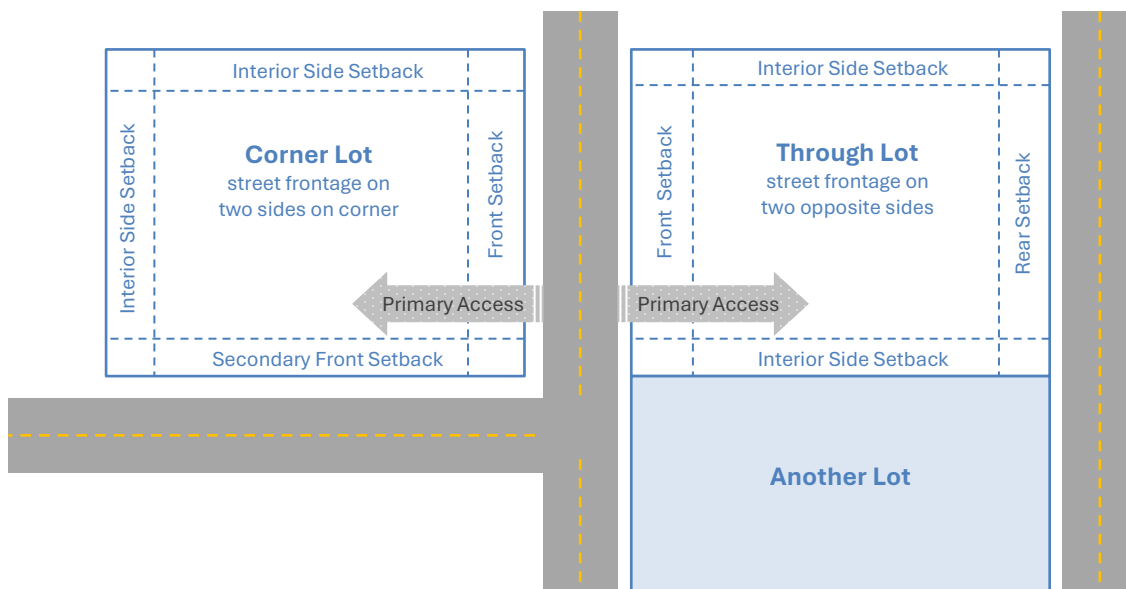 Interior Side Setback
Interior Side Setback
Corner Lot
street frontage on
two sides on corner
Front Setback
Primary Access
Secondary Front Setback
Interior Side Setback
Front  Setback
Through Lot
street frontage on
two opposite sides
Rear Setback
Primary Access
Interior Side Setback
Another Lot